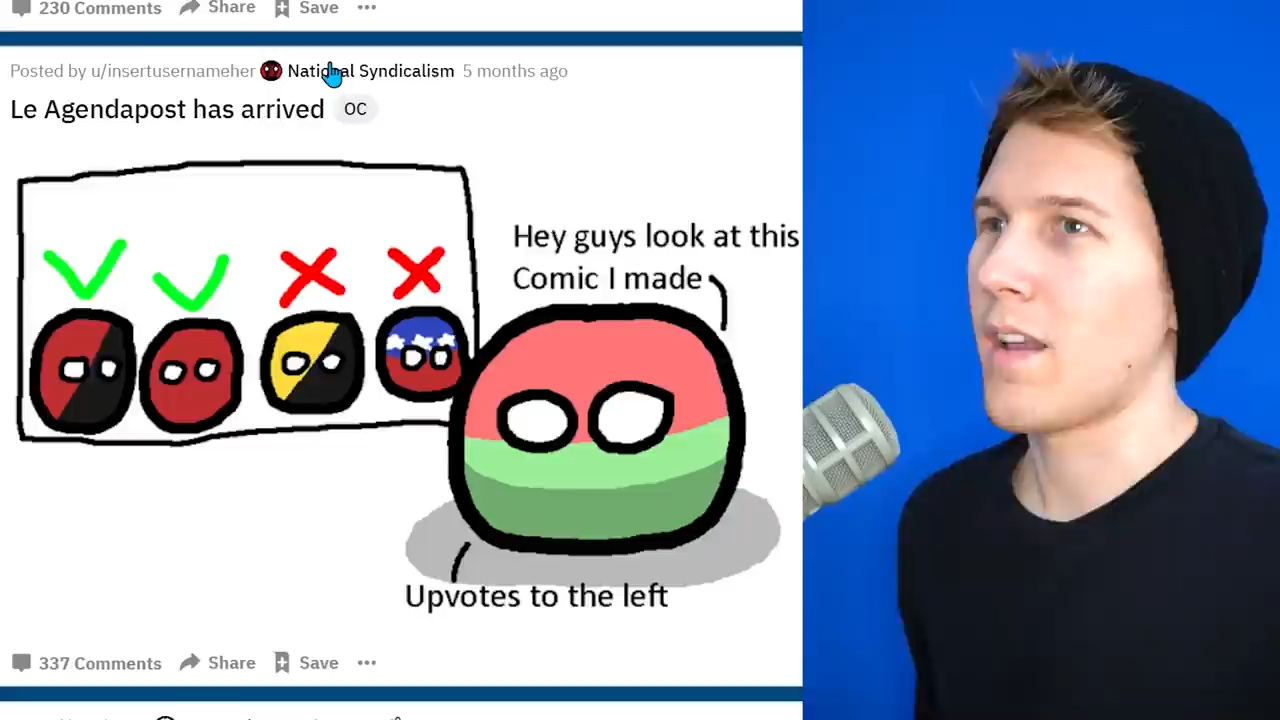 230 Comments Share Save
Posted by u/insertusernameher National Syndicalism 5 months ago
Le Agendapost has arrived OC
Hey guys look at this
Comic I made
Upvotes to the left
337 Comments Share Save